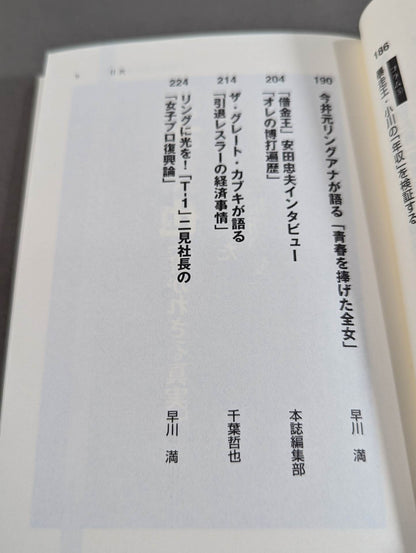 186
暴走王・小川の「年収」を検証する
190
今井元リングアナが語る「青春を捧げた全女」
早川 満
204
「借金王」安田忠夫インタビュー
「オレの博打遍歴」
本誌編集部
214
ザ・グレート・カブキが語る
「引退レスラーの経済事情」
千葉哲也
224
リングに光を！「T-1」二見社長の
「女子プロ復興論」
早川 満
目次